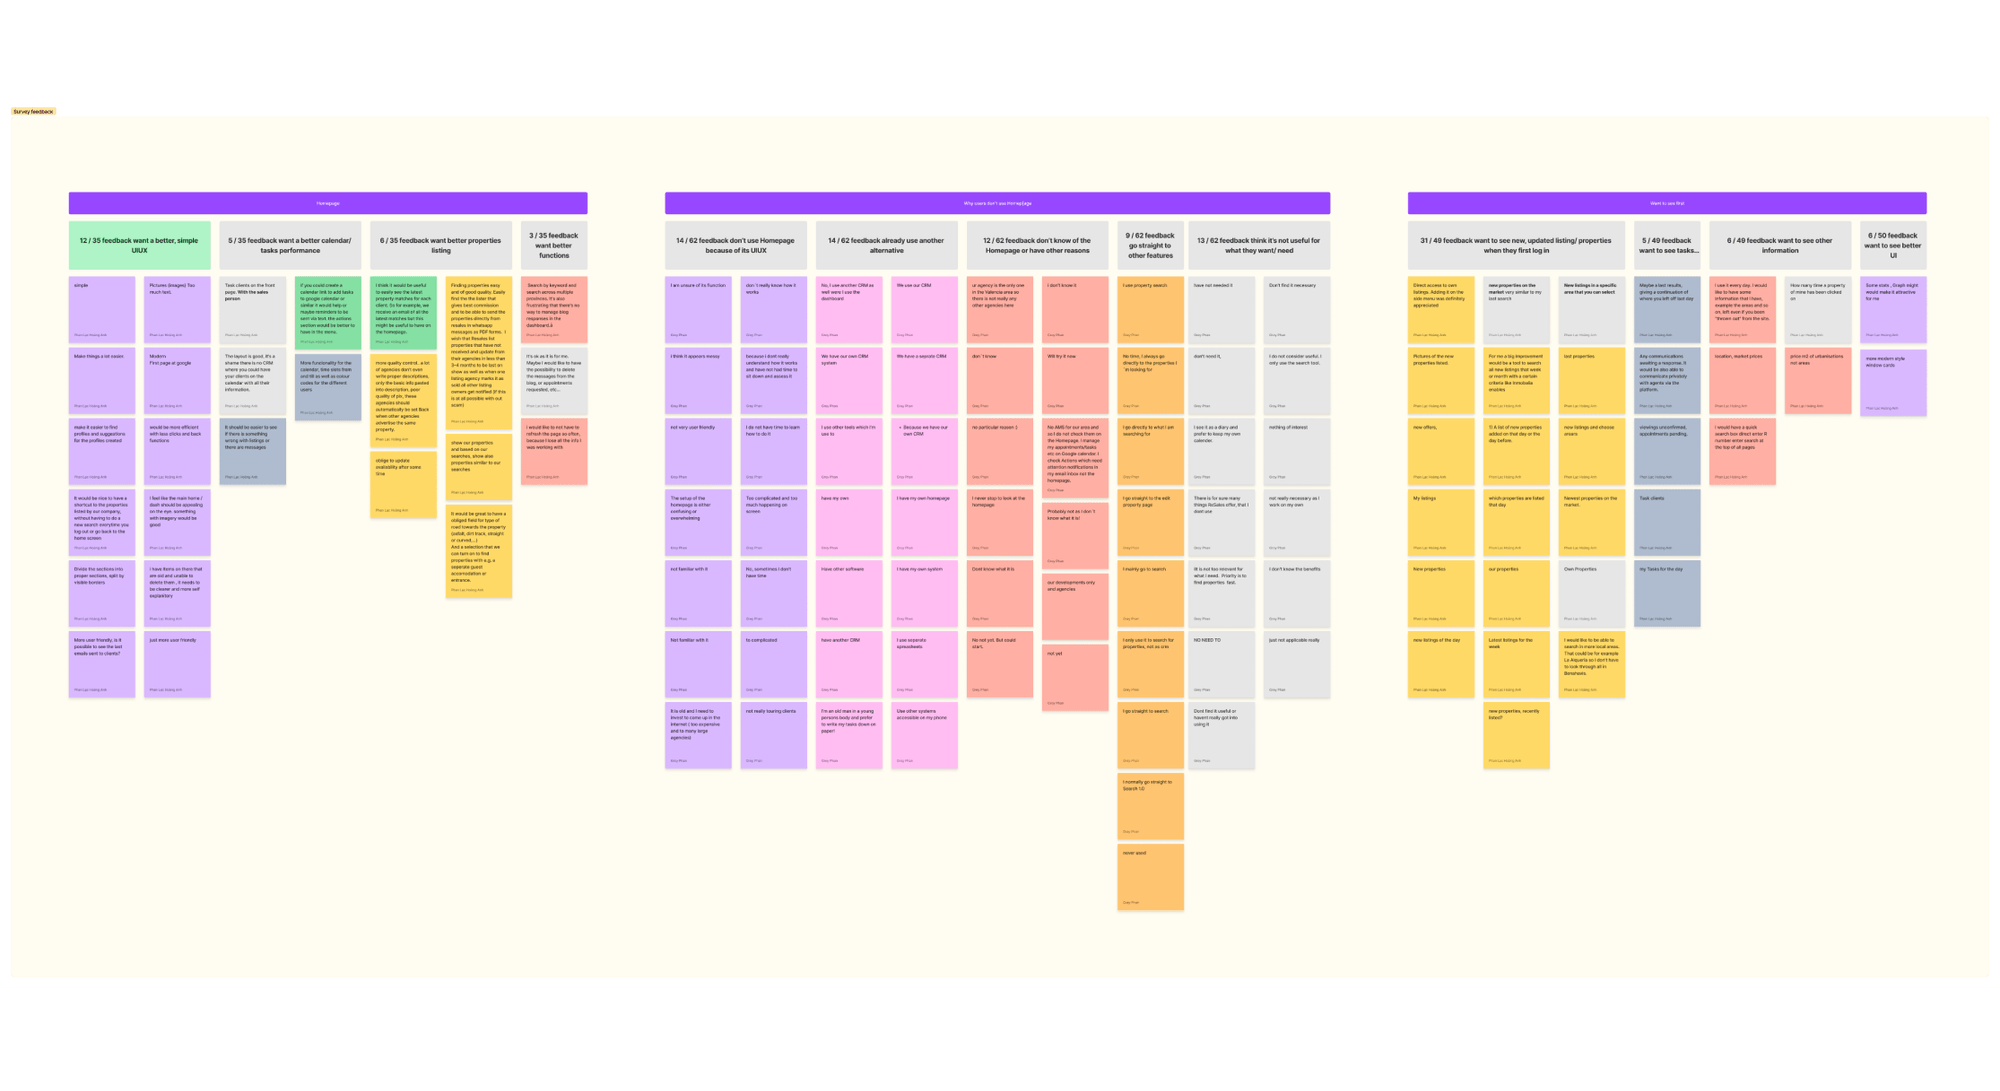 Survey feedback
Homepage
12 / 35 feedback want a better, simple
UIUX
5 / 35 feedback want a better calendar/
tasks performance
6 / 35 feedback want better properties
listing
3 / 35 feedback
want better
functions
simple
Make things a lot easier.
make it easier to find
profiles and suggestions
for the profiles created
It would be nice to have a
shortcut to the properties
listed by our company,
without having to do a
new search everytime you
log out or go back to the
home screen
Divide the sections into
proper sections, split by
visible borders
More user friendly, is it
possible to see the last
emails sent to clients?
Pictures (images) Too
much text.
Modern
First page at google
would be more efficient
with less clicks and back
functions.
I feel like the main home /
dash should be appealing
on the eye. something
with imagery would be
good
I have items on there that
are old and unable to
delete them , it needs to
be clearer and more self
explanitory
just more user friendly
Task clients on the front
page. With the sales
person
The layout is good, it's a
shame there is no CRM
where you could have
your clients on the
calendar with all their
information.
It should be easier to see
if there is something
wrong with listings or
there are messages
if you could create a
calendar link to add tasks
to google calendar or
similar it would help or
maybe reminders to be
sent via text. the actions
section would be better to
have in the menu.
More functionality for the
calendar, time slots from
and till as well as colour
codes for the different
users
I think it would be useful
to easily see the latest
property matches for each
client. So for example, we
receive an email of all the
latest matches but this
might be useful to have on
the homepage.
more quality control.. a lot
of agencies don't even
write proper descriptions,
only the basic info pasted
into description, poor
quality of pic, these
agencies should
automatically be set Back
when other agencies
advertise the same
property.
oblige to update
availability after some
time
Finding properties easy
and of good quality. Easily
find the the lister that
gives best commission
and to be able to send the
properties directly from
resales in whatsapp
messages as PDF forms. I
wish that Resales for
properties that have not
received and update from
their agencies in less then
3-4 months to be taxi on
show as well as when one
listing agency marks it as
sold all other listing
owners get notified (if this
is at all possible with out
scam)
show our properties
and based on our
searches, show also
properties similar to our
searches
It would be great to have a
obliged field for type of
road towards the property
(asfalt, dirt track, straight
or curved,...)
And a selection that we
can turn on to find
properties with e.g. a
seperate guest
accomodation or
entrance.
Search by keyword and
search across multiple
provinces. It's also
frustrating that there's no
way to manage blog
responses in the
dashboard.â
It's ok as it is for me.
Maybe I would like to have
the possibility to delete
the messages from the
blog, or appointments
requested, etc...
I would like to not have to
refresh the page so often,
because I lose all the info I
was working with
Why users don't use Homepage
14 / 62 feedback don't use Homepage
because of its UIUX
14 / 62 feedback already use another
alternative
12 / 62 feedback don't know of the
Homepage or have other reasons
9 / 62 feedback
go straight to
other features
13 / 62 feedback think it's not useful for
what they want/ need
I am unsure of its function
I think it appears messy
not very user friendly
The setup of the
homepage is either
confusing or
overwhelming
not familiar with it
Not familiar with it
It is old and I need to
invest to come up in the
internet ( too expensive
and to many large
agencies)
don´t really know how it
works
because i dont really
understand how it works
and have not had time to
sit down and assess it
I do not have time to learn
how to do it
Too complicated and too
much happening on
screen
No, sometimes I don't
have time
to complicated
not really touring clients
No, I use another CRM as
well were I use the
dashboard
We have our own CRM
system
I use other tools which I'm
use to
have my own
Have other software
have another CRM
I'm an old man in a young
persons body and prefer
to write my tasks down on
paper!
We use our CRM
We have a separate CRM
- Because we have our
own CRM
I have my own homepage
I have my own system
I use seperate
spreadsheets
Use other systems
accessible on my phone
ur agency is the only one
in the Valencia area so
there is not really any
other agencies here
don´t know
no particular reason :(
I never stop to look at the
homepage
Dont know what it is
No not yet. But could
start.
I don't know it
Will try it now
No AMS for our area and
so I do not check them on
the Homepage. I manage
my appointments/tasks
etc on Google calendar. I
check Actions which need
attention notifications in
my email inbox not the
homepage.
Probably not as I don´t
know what it is!
our developments only
and agencies
not yet
I use property search
No time, I always go
directly to the properties I
´m looking for
I go directly to what I am
searching for
I go straight to the edit
property page
I mainly go to search
I only use it to search for
properties, not as crm
I go straight to search
I normally go straight to
Search 1.0
never used
have not needed it
don't need it,
I use it as a diary and
prefer to keep my own
calendar.
There is for sure many
things ReSales offer, that I
dont use
It is not too relevant for
what I need. Priority is to
find properties. fast.
NO NEED TO
Dont find it useful or
havent really got into
using it
Don't find it necessary
I do not consider useful. I
only use the search tool.
nothing of interest
not really necessary as I
work on my own
I don't know the benefits
just not applicable really
Want to see first
31 / 49 feedback want to see new, updated listing/ properties
when they first log in
5 / 49 feedback
want to see tasks...
6 / 49 feedback want to see other
information
6 / 50 feedback
want to see better
UI
Direct access to own
listings. Adding it on the
side menu was definitely
appreciated
Pictures of the new
properties listed
new offers,
My listings
New properties
new listings of the day
new properties on the
market very similar to my
last search
For me a big improvement
would be a tool to search
all new listings that week
or month with a certain
criteria like Inmobalia
enables
1) A list of new properties
added on that day or the
day before.
which properties are listed
that day
our properties
Latest listings for the
week
new properties, recently
listed?
New listings in a specific
area that you can select
last properties
new listings and choose
area/s
Newest properties on the
market.
Own Properties
I would like to be able to
search in more local areas.
That could be for example
La Alquaria so I don't have
to look through all in
Benahavis.
Maybe a last results,
giving a continuation of
where you left off last day
Any communications
awaiting a response. It
would be also able to
communicate privately
with agents via the
platform.
viewings unconfirmed,
appointments pending,
Task clients
my Tasks for the day
I use it every day. I would
like to have some
information that I have,
example the areas and so
on, left even if you been
"thrown out" from the site.
location, market prices
I would have a quick
search box direct enter R
number enter search at
the top of all pages
How many time a property
of mine has been clicked
on
price m2 of urbanisations
not areas
Some stats , Graph might
would make it attractive
for me
more modern style
window cards